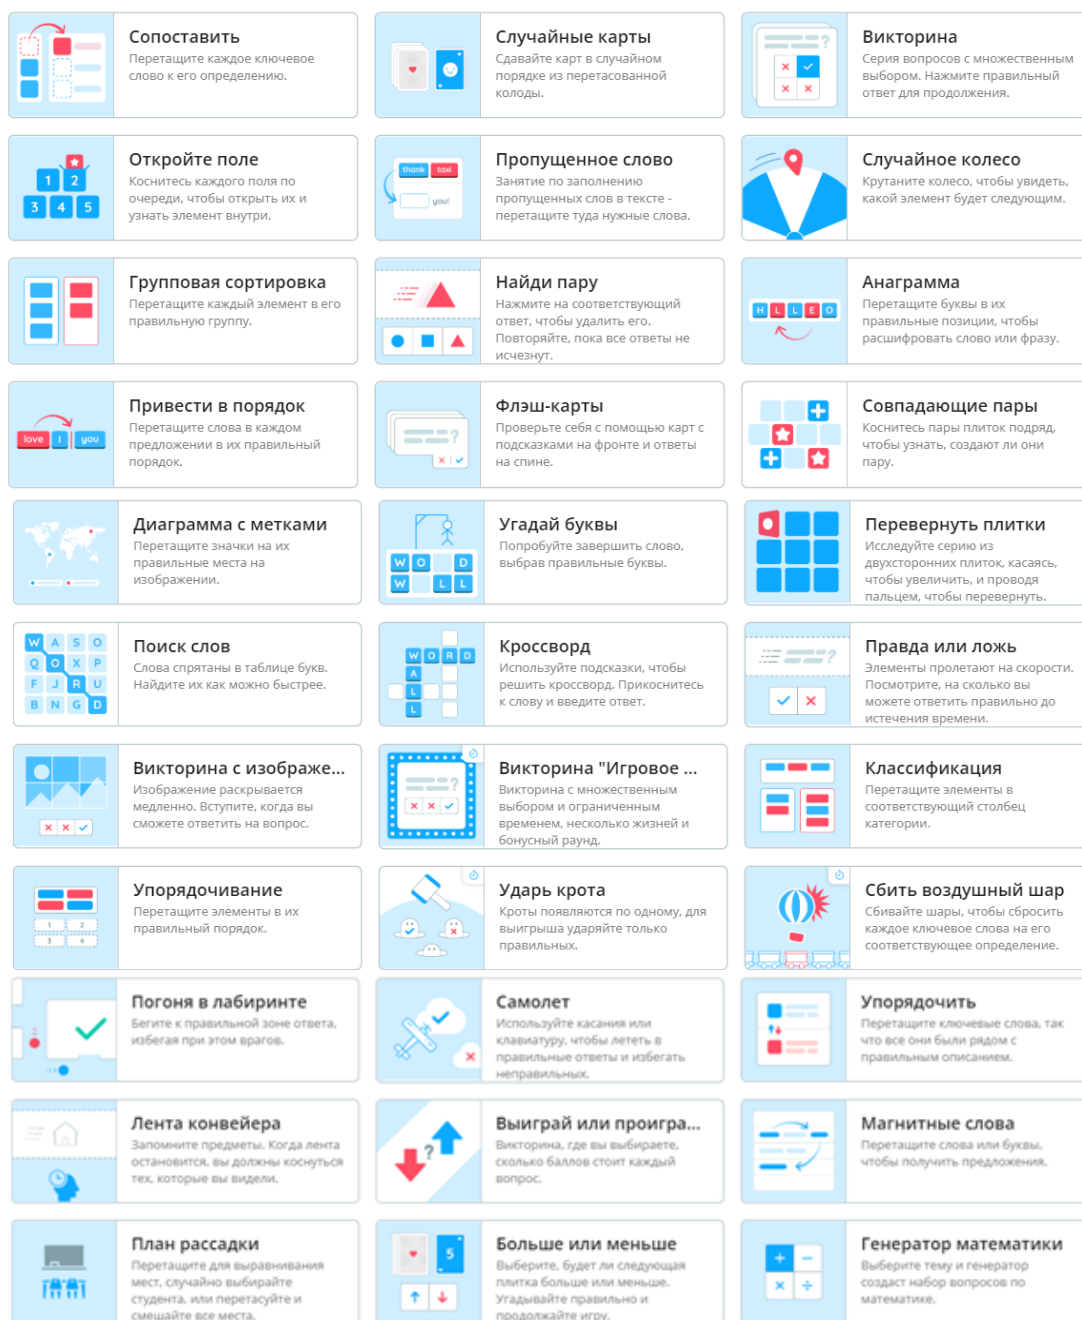 Сопоставить
Перетащите каждое ключевое
слово к его определению.
Случайные карты
Сдавайте карт в случайном
порядке из перетасованной
колоды.
?
Викторина
Серия вопросов с множественным
выбором. Нажмите правильный
ответ для продолжения.
1 2
3 4 5
Откройте поле
Коснитесь каждого поля по
очереди, чтобы открыть их и
узнать элемент внутри.
thank taxi
you!
Пропущенное слово
Занятие по заполнению
пропущенных слов в тексте -
перетащите туда нужные слова.
Случайное колесо
Крутаните колесо, чтобы увидеть,
какой элемент будет следующим.
Групповая сортировка
Перетащите каждый элемент в его
правильную группу.
Найди пару
Нажмите на соответствующий
ответ, чтобы удалить его.
Повторяйте, пока все ответы не
исчезнут.
H L L E O
Анаграмма
Перетащите буквы в их
правильные позиции, чтобы
расшифровать слово или фразу.
love I you
Привести в порядок
Перетащите слова в каждом
предложении в их правильный
порядок.
?
Флэш-карты
Проверьте себя с помощью карт с
подсказками на фронте и ответы
на спине.
Совпадающие пары
Коснитесь пары плиток подряд,
чтобы узнать, создают ли они
пару.
Диаграмма с метками
Перетащите значки на их
правильные места на
изображении.
W O D
W L L
Угадай буквы
Попробуйте завершить слово,
выбрав правильные буквы.
Перевернуть плитки
Исследуйте серию из
двухсторонних плиток, касаясь,
чтобы увеличить, и проводя
пальцем, чтобы перевернуть.
W A S O
Q O X P
F J R U
B N G D
Поиск слов
Слова спрятаны в таблице букв.
Найдите их как можно быстрее.
W O R D
A
L
L
Кроссворд
Используйте подсказки, чтобы
решить кроссворд. Прикоснитесь
к слову и введите ответ.
?
Правда или ложь
Элементы пролетают на скорости.
Посмотрите, на сколько вы
можете ответить правильно до
истечения времени.
Викторина с изображе...
Изображение раскрывается
медленно. Вступите, когда вы
сможете ответить на вопрос.
?
Викторина "Игровое ...
Викторина с множественным
выбором и ограниченным
временем, несколько жизней и
бонусный раунд.
Классификация
Перетащите элементы в
соответствующий столбец
категории.
1 2
3 4
Упорядочивание
Перетащите элементы в их
правильный порядок.
Ударь крота
Кроты появляются по одному, для
выигрыша ударяйте только
правильных.
Сбить воздушный шар
Сбивайте шары, чтобы сбросить
каждое ключевое слова на его
соответствующее определение.
Погоня в лабиринте
Бегите к правильной зоне ответа,
избегая при этом врагов.
Самолет
Используйте касания или
клавиатуру, чтобы лететь в
правильные ответы и избегать
неправильных.
Упорядочить
Перетащите ключевые слова, так
что все они были рядом с
правильным описанием.
Лента конвейера
Запомните предметы. Когда лента
остановится, вы должны коснуться
тех, которые вы видели.
?
Выиграй или проигра...
Викторина, где вы выбираете,
сколько баллов стоит каждый
вопрос.
Магнитные слова
Перетащите слова или буквы,
чтобы получить предложения.
План рассадки
Перетащите для выравнивания
мест, случайно выбирайте
студента, или перетасуйте и
смешайте все места.
5
Больше или меньше
Выберите, будет ли следующая
плитка больше или меньше.
Угадывайте правильно и
продолжайте игру.
+ −
× ÷
Генератор математики
Выберите тему и генератор
создаст набор вопросов по
математике.